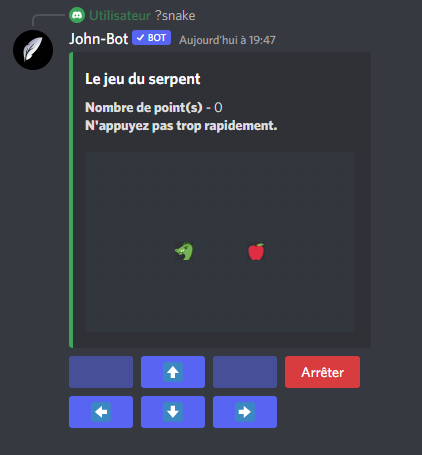 Utilisateur ?snake
John-Bot ✓ BOT Aujourd'hui à 19:47
Le jeu du serpent
Nombre de point(s) - 0
N'appuyez pas trop rapidement.
Arrêter